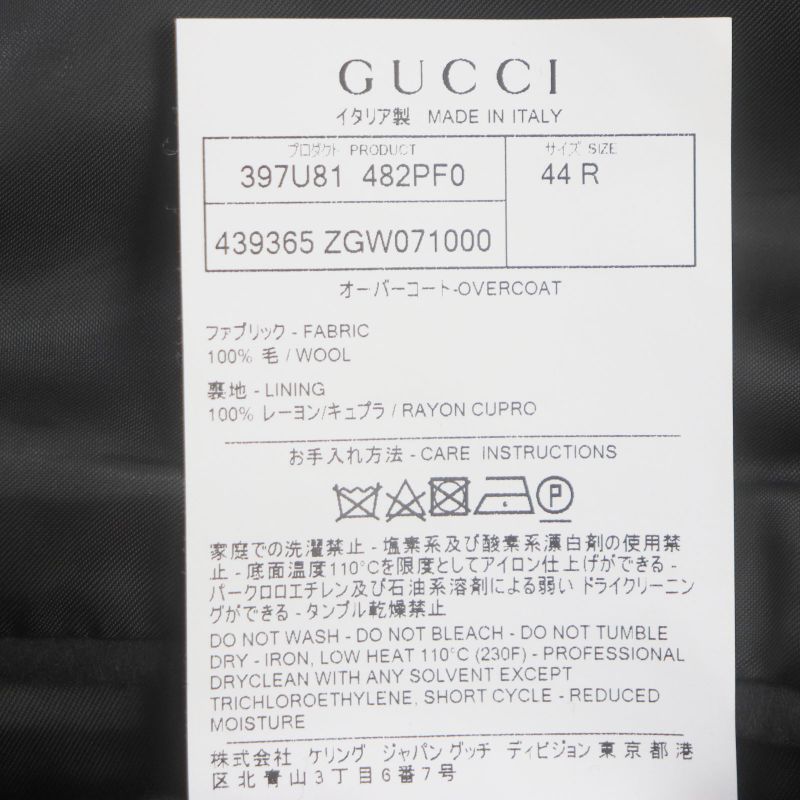 GUCCI
イタリア製 MADE IN ITALY
プロダクト PRODUCT
サイズ SIZE
397U81 482PF0
44 R
439365 ZGW071000
オーバーコート-OVERCOAT
ファブリック - FABRIC
100% 毛 / WOOL
裏地 - LINING
100% レーヨン/キュプラ / RAYON CUPRO
お手入れ方法 - CARE INSTRUCTIONS
P
家庭での洗濯禁止 - 塩素系及び酸素系漂白剤の使用禁
止 - 底面温度110°Cを限度としてアイロン仕上げができる -
パークロロエチレン及び石油系溶剤による弱い ドライクリーニン
グができる - タンブル乾燥禁止
DO NOT WASH - DO NOT BLEACH - DO NOT TUMBLE
DRY - IRON, LOW HEAT 110°C (230F) - PROFESSIONAL
DRYCLEAN WITH ANY SOLVENT EXCEPT
TRICHLOROETHYLENE, SHORT CYCLE - REDUCED
MOISTURE
株式会社 ケリング ジャパン グッチ ディビジョン 東京都港
区北青山3丁目6番7号